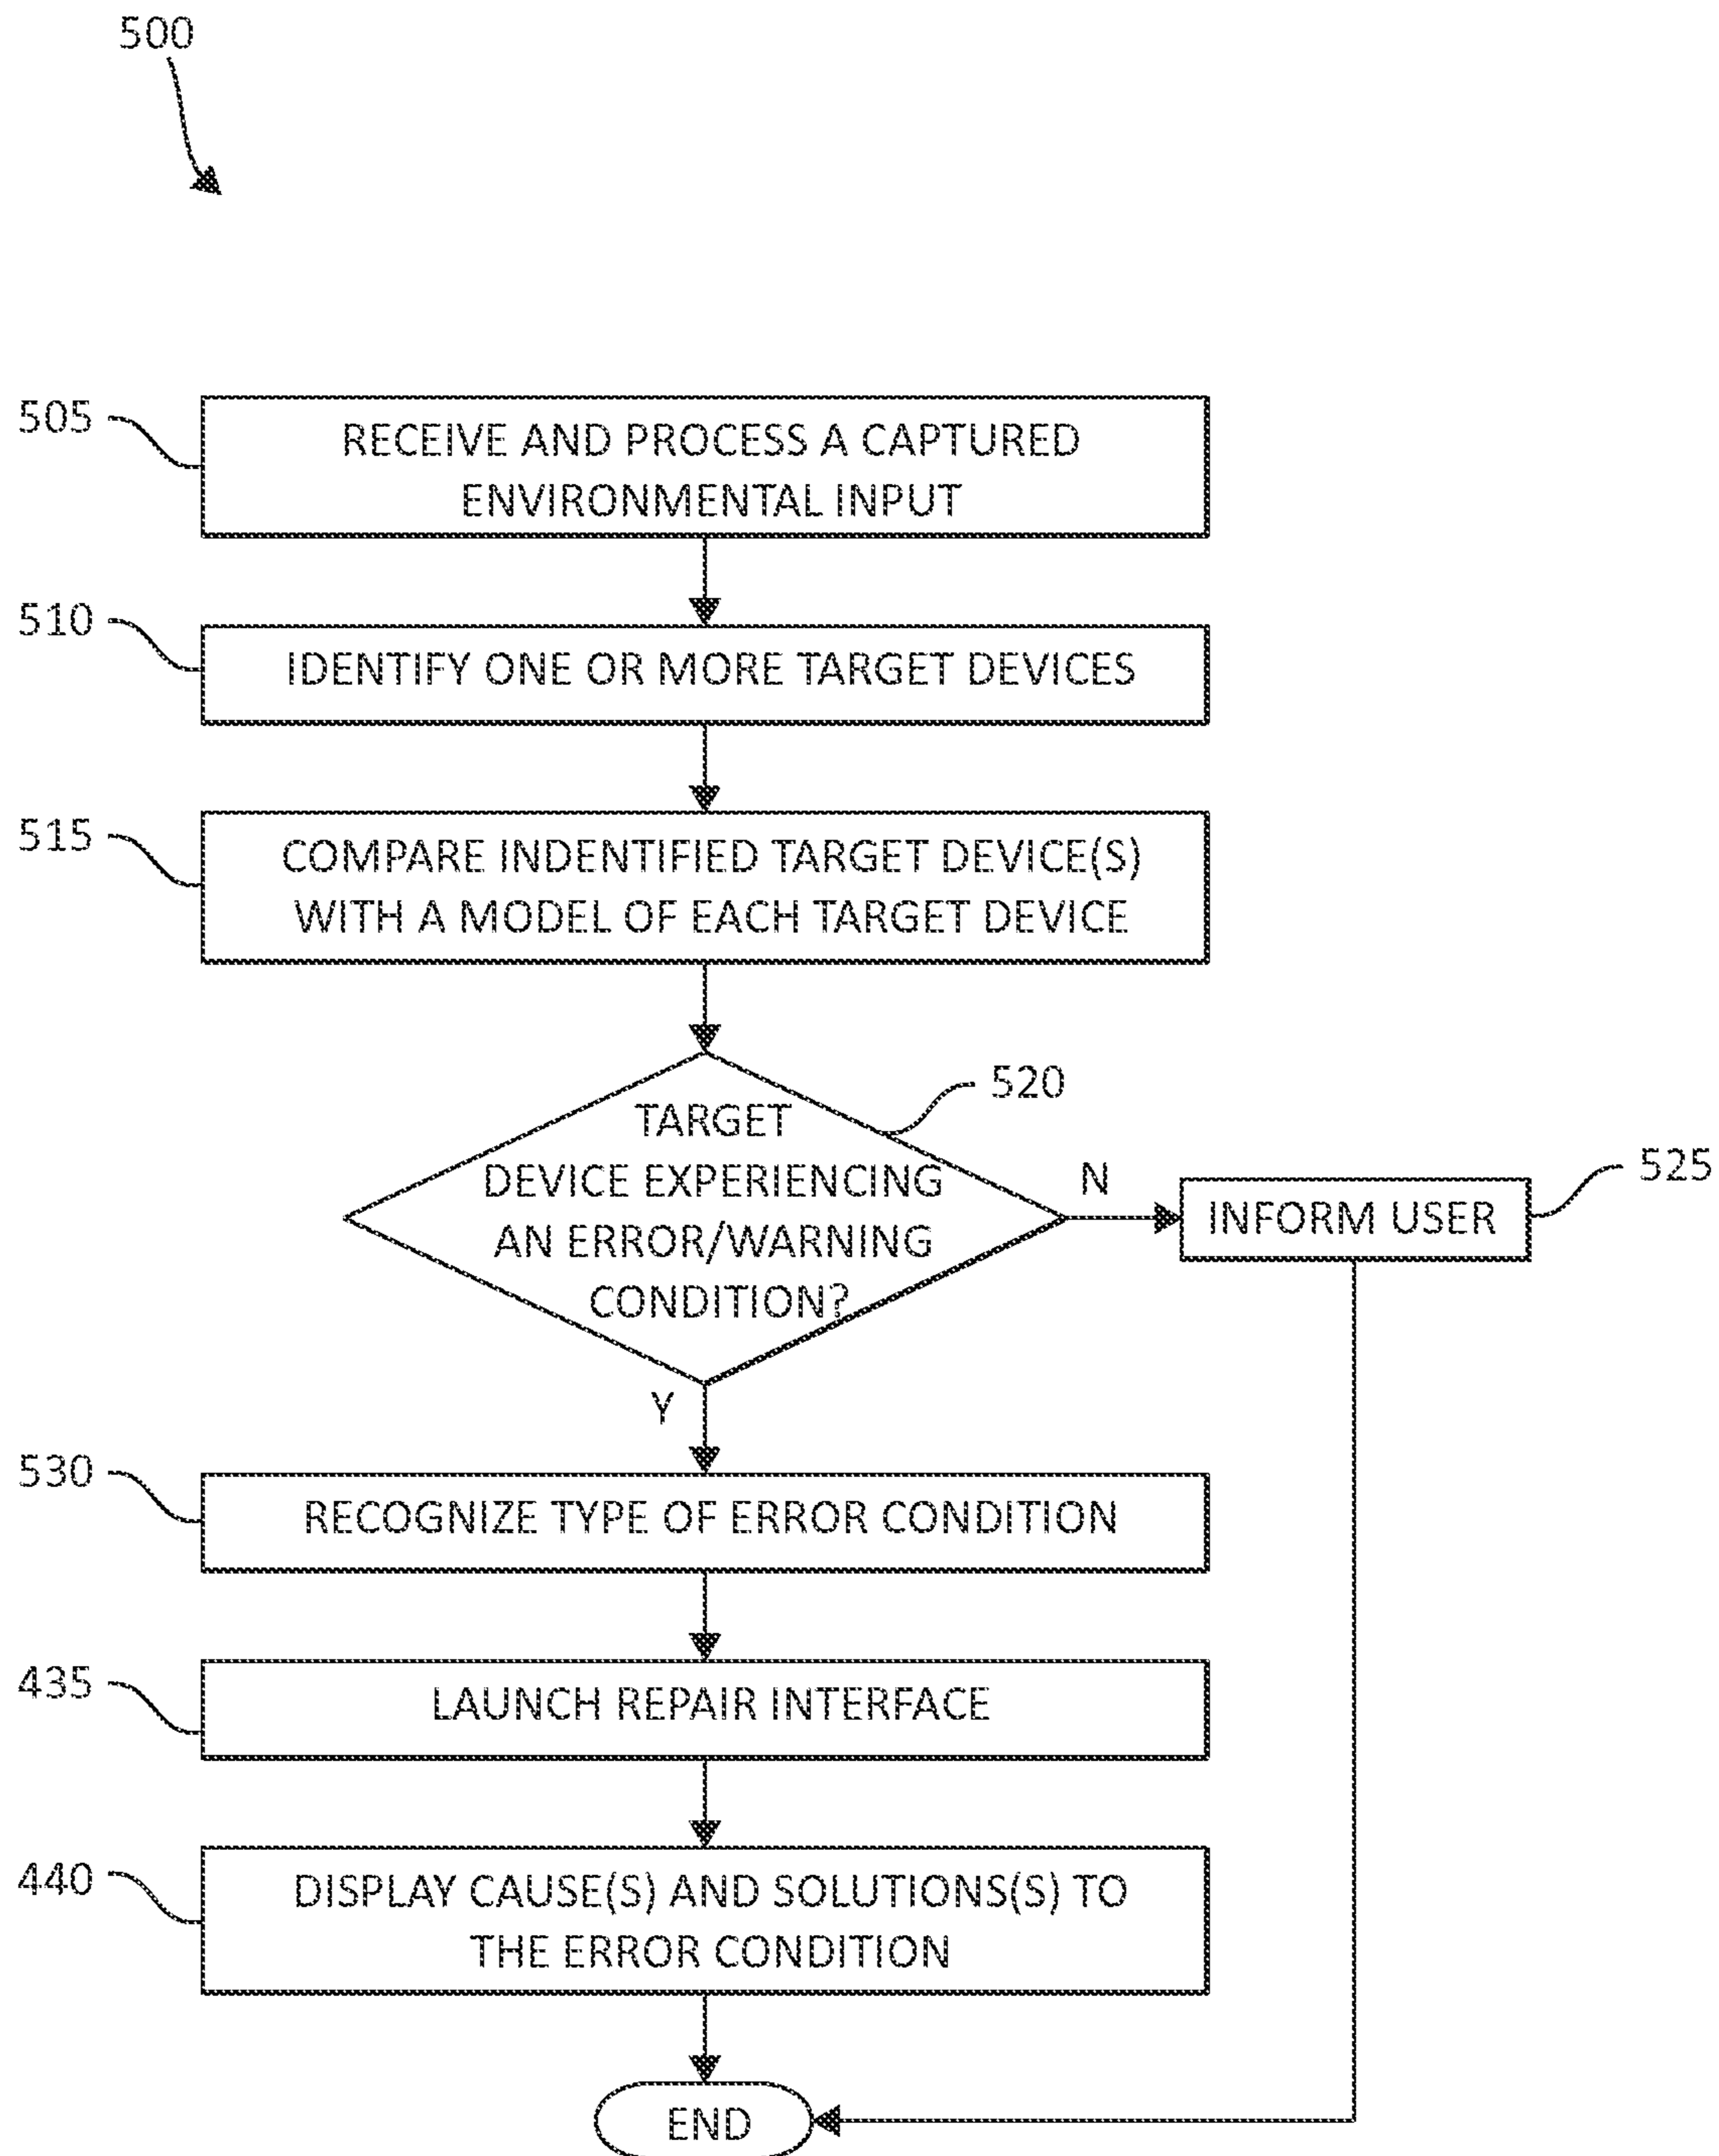 500
505
RECEIVE AND PROCESS A CAPTURED
ENVIRONMENTAL INPUT
510
IDENTIFY ONE OR MORE TARGET DEVICES
515
COMPARE INDENTIFIED TARGET DEVICE(S)
WITH A MODEL OF EACH TARGET DEVICE
520
TARGET
DEVICE EXPERIENCING
AN ERROR/WARNING
CONDITION?
N
525
INFORM USER
Y
530
RECOGNIZE TYPE OF ERROR CONDITION
435
LAUNCH REPAIR INTERFACE
440
DISPLAY CAUSE(S) AND SOLUTIONS(S) TO
THE ERROR CONDITION
END